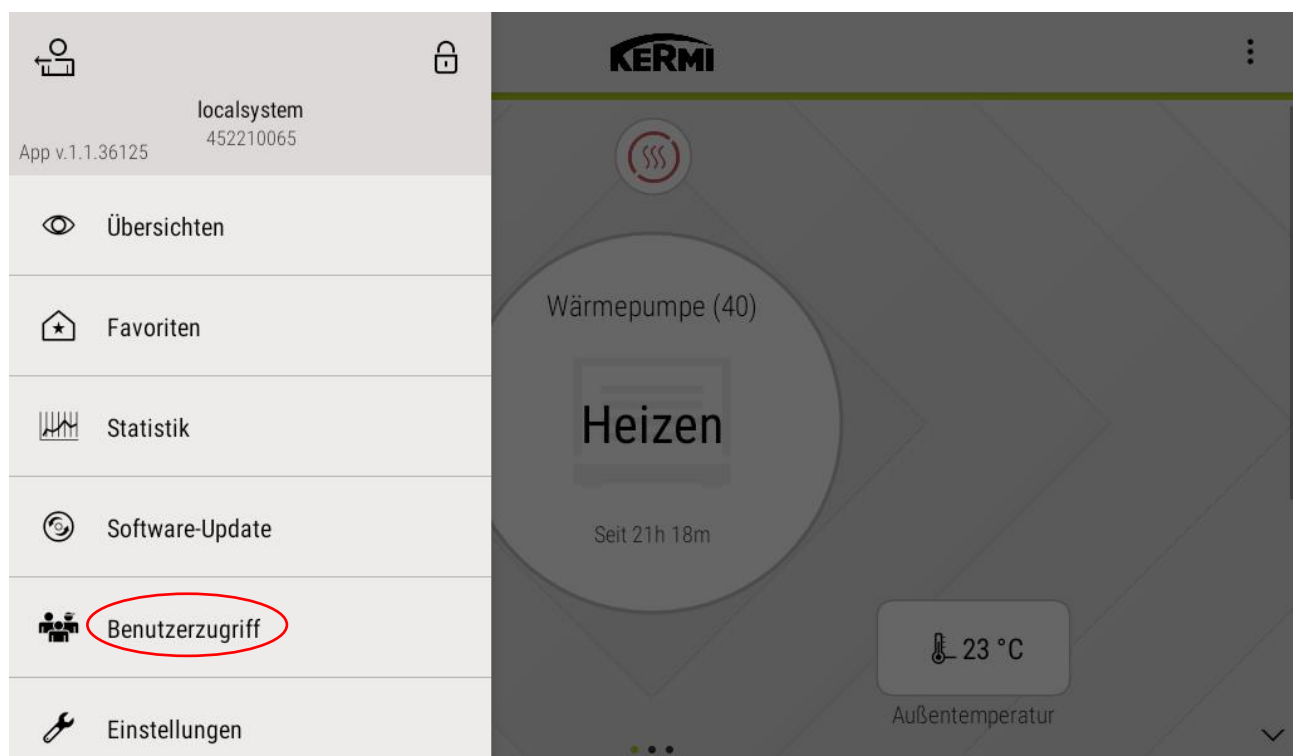 localsystem
452210065
App v.1.1.36125
Übersichten
Favoriten
Statistik
Software-Update
Benutzerzugriff
Einstellungen
KERMI
Wärmepumpe (40)
Heizen
Seit 21h 18m
23 °C
Außentemperatur